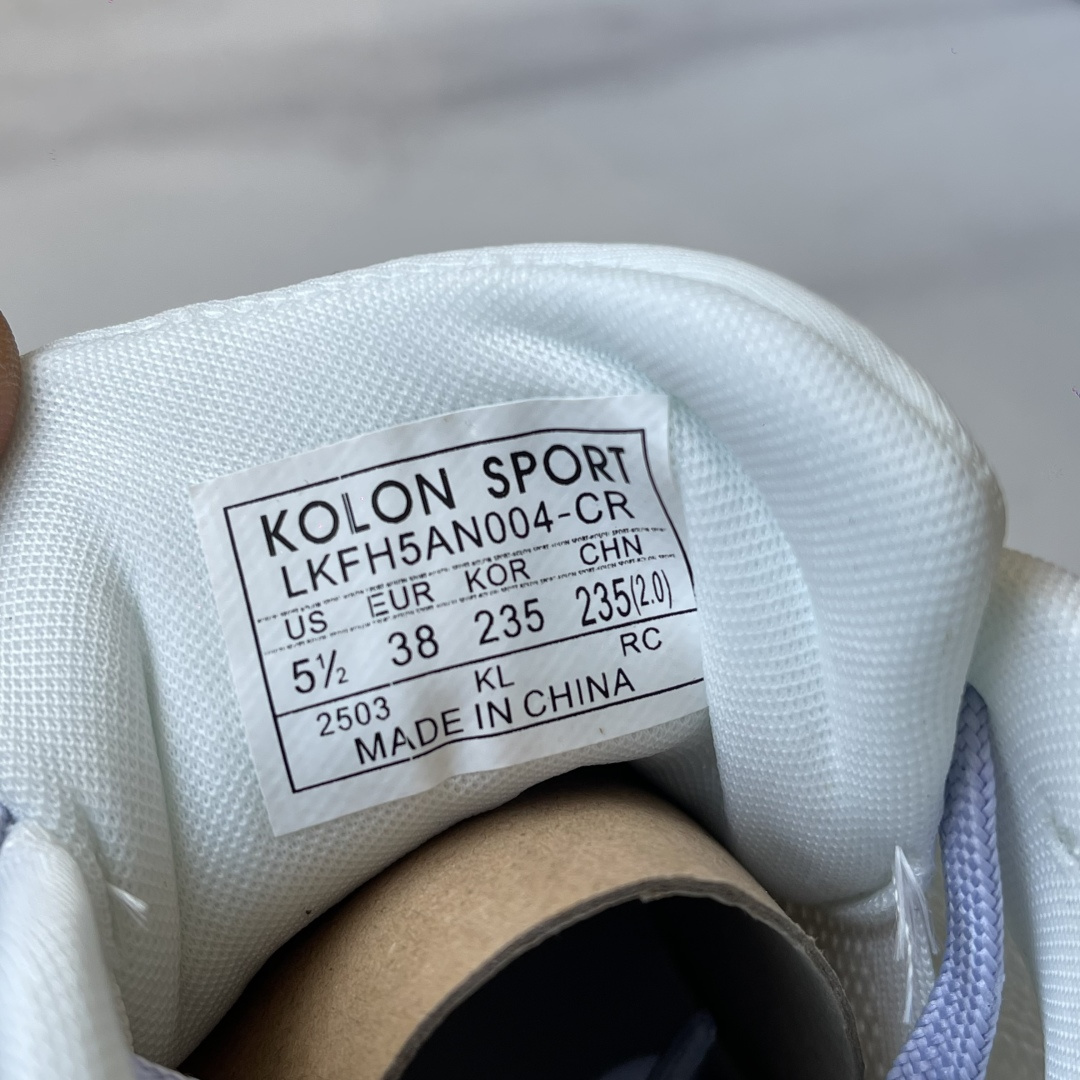 KOLON SPORT
LKFH5AN004-CR
US EUR KOR CHN
5½ 38 235 235(2.0)
2503 KL RC
MADE IN CHINA